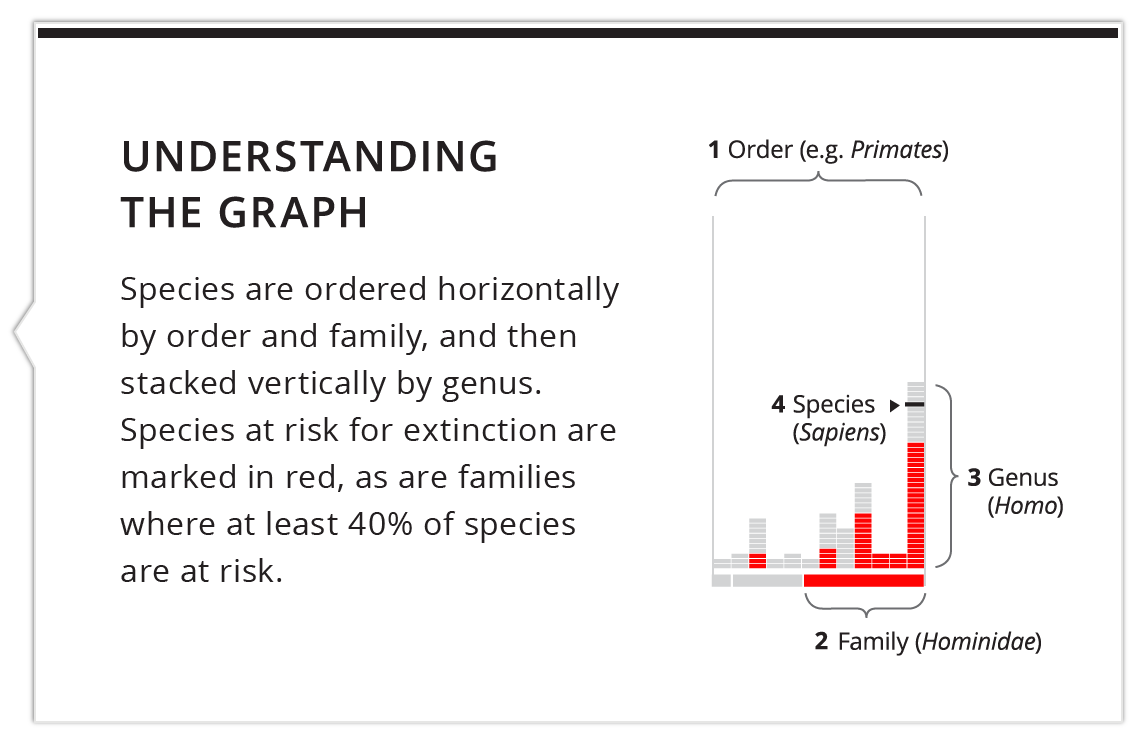 UNDERSTANDING
THE GRAPH
Species are ordered horizontally
by order and family, and then
stacked vertically by genus.
Species at risk for extinction are
marked in red, as are families
where at least 40% of species
are at risk.
1 Order (e.g. Primates)
4 Species
(Sapiens)
3 Genus
(Homo)
2 Family (Hominidae)